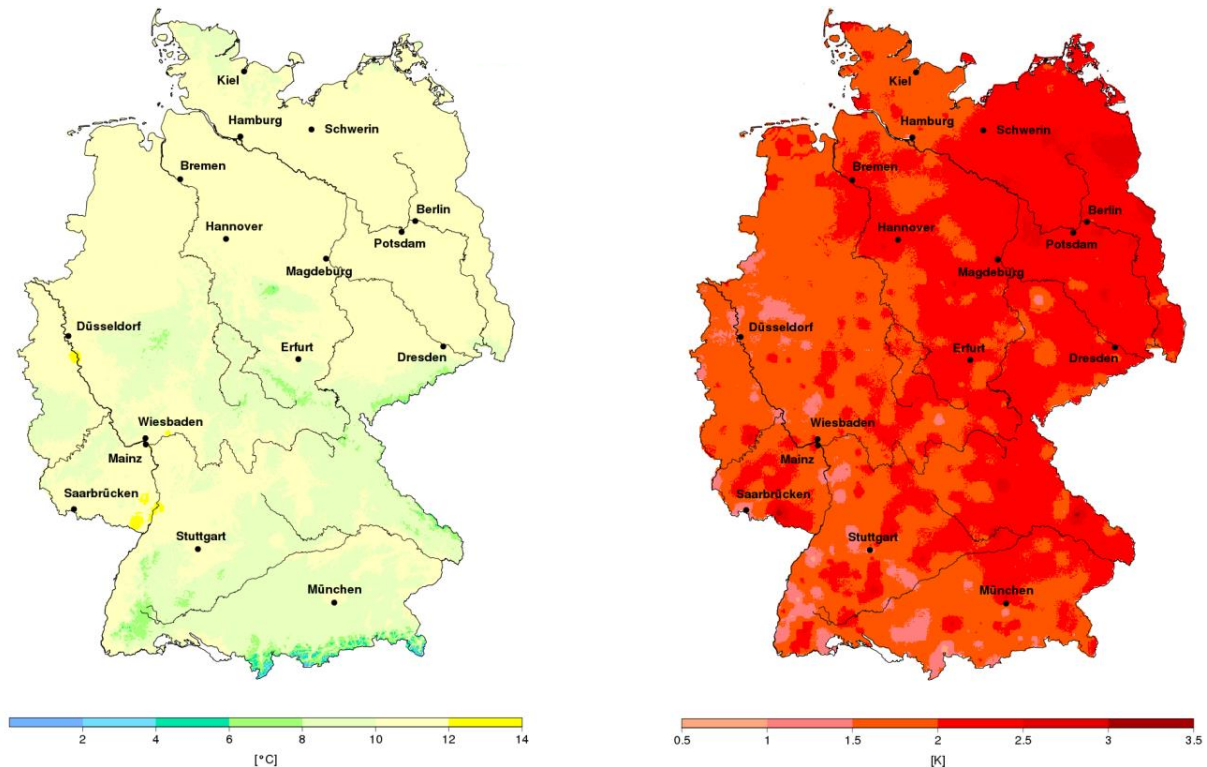 Kiel
Hamburg
Schwerin
Bremen
Berlin
Hannover
Potsdam
Magdeburg
Düsseldorf
Erfurt
Dresden
Wiesbaden
Mainz
Saarbrücken
Stuttgart
München
2 4 6 8 10 12 14
[°C]
Kiel
Hamburg
Schwerin
Bremen
Berlin
Hannover
Potsdam
Magdeburg
Düsseldorf
Erfurt
Dresden
Wiesbaden
Mainz
Saarbrücken
Stuttgart
München
0.5 1 1.5 2 2.5 3 3.5
[K]